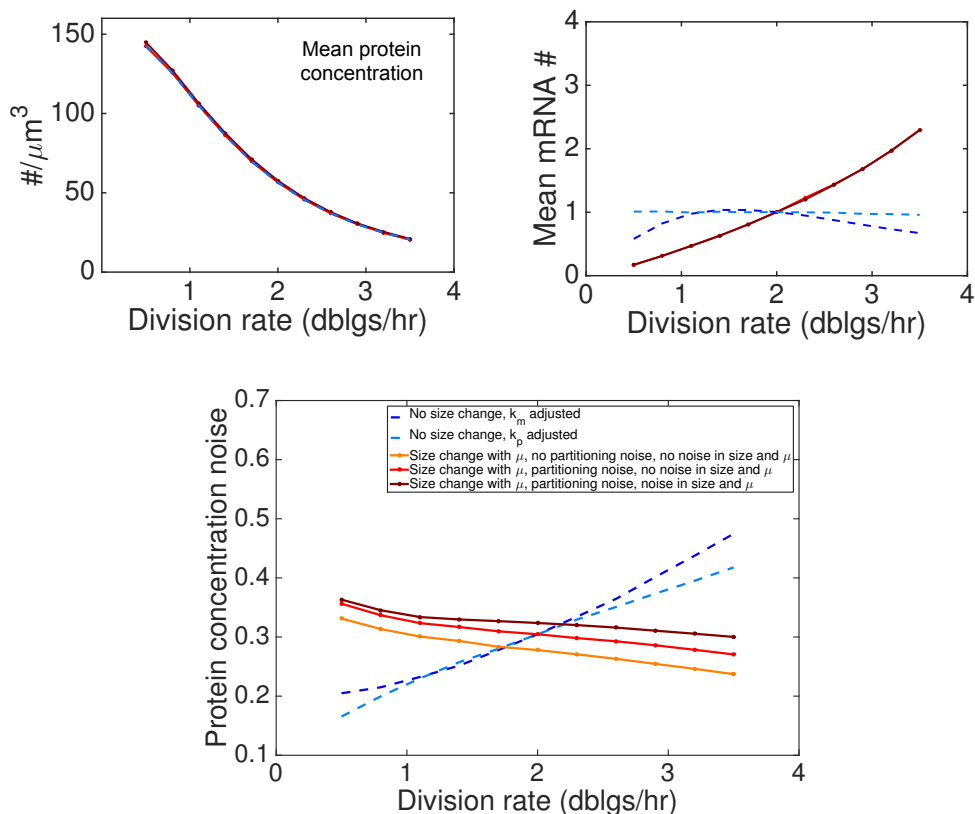 150
100
50
0
#/μm³
Mean protein
concentration
1
2
3
4
Division rate (dblgs/hr)
4
3
2
1
0
Mean mRNA #
0
1
2
3
4
Division rate (dblgs/hr)
0.7
0.6
0.5
0.4
0.3
0.2
0.1
Protein concentration noise
No size change, kₘ adjusted
No size change, kₚ adjusted
Size change with μ, no partitioning noise, no noise in size and μ
Size change with μ, partitioning noise, no noise in size and μ
Size change with μ, partitioning noise, noise in size and μ
0
1
2
3
4
Division rate (dblgs/hr)